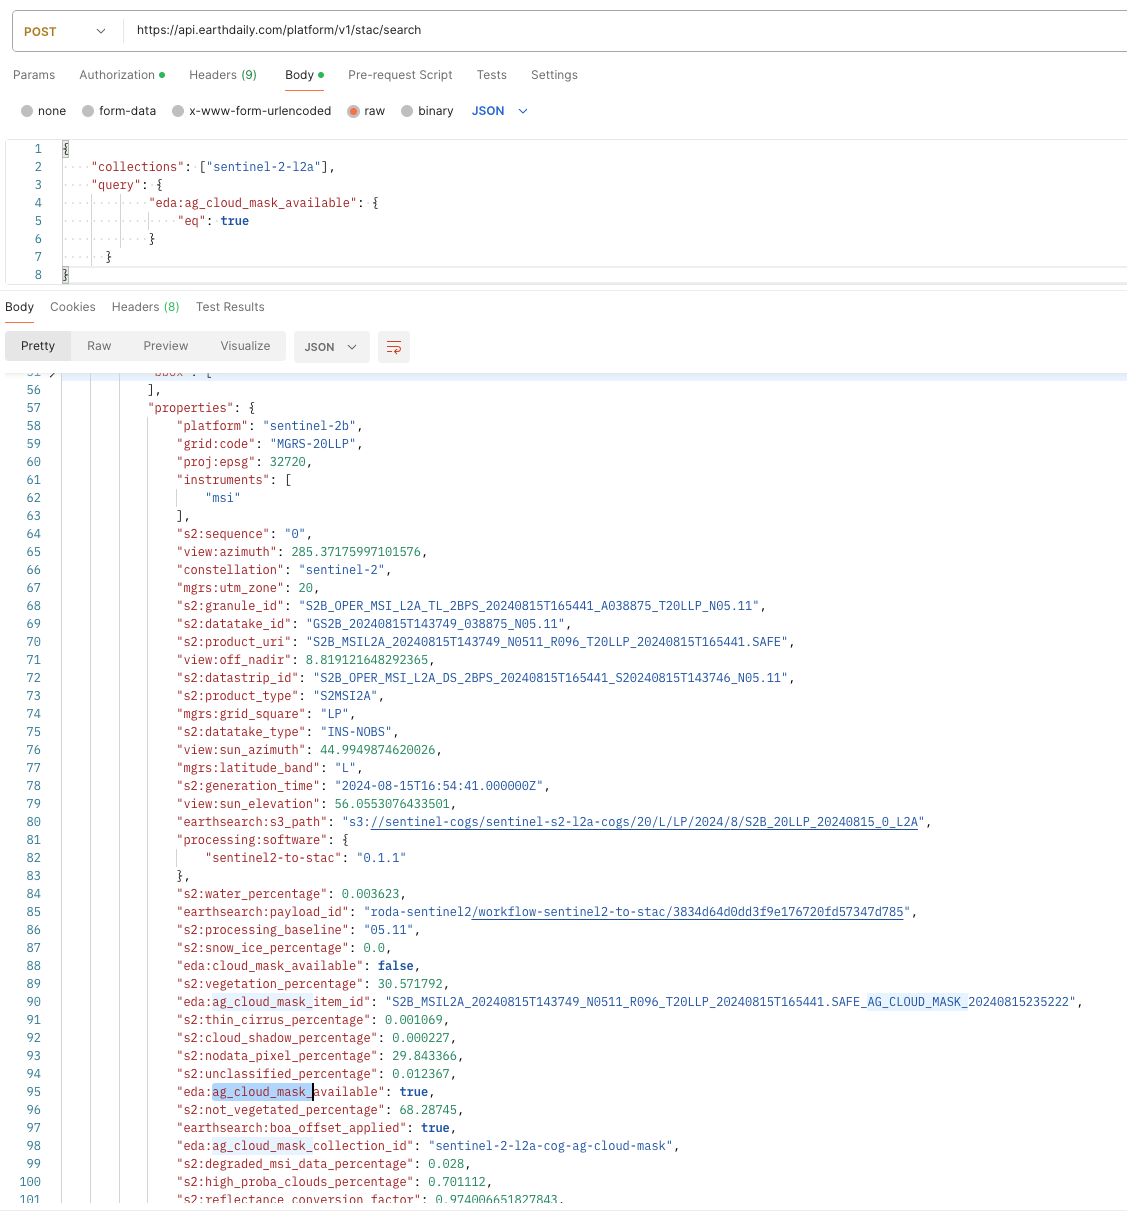 POST https://api.earthdaily.com/platform/v1/stac/search
Params Authorization Headers (9) Body Pre-request Script Tests Settings
none form-data x-www-form-urlencoded raw binary JSON
1 {
2 "collections": ["sentinel-2-l2a"],
3 "query": {
4 "eda:ag_cloud_mask_available": {
5 "eq": true
6 }
7 }
8 }
Body Cookies Headers (8) Test Results
Pretty Raw Preview Visualize JSON
51 "bbox": [
56 ],
57 "properties": {
58 "platform": "sentinel-2b",
59 "grid:code": "MGRS-20LLP",
60 "proj:epsg": 32720,
61 "instruments": [
62 "msi"
63 ],
64 "s2:sequence": "0",
65 "view:azimuth": 285.37175997101576,
66 "constellation": "sentinel-2",
67 "mgrs:utm_zone": 20,
68 "s2:granule_id": "S2B_OPER_MSI_L2A_TL_2BPS_20240815T165441_A038875_T20LLP_N05.11",
69 "s2:datatake_id": "GS2B_20240815T143749_038875_N05.11",
70 "s2:product_uri": "S2B_MSIL2A_20240815T143749_N0511_R096_T20LLP_20240815T165441.SAFE",
71 "view:off_nadir": 8.819121648292365,
72 "s2:datastrip_id": "S2B_OPER_MSI_L2A_DS_2BPS_20240815T165441_S20240815T143746_N05.11",
73 "s2:product_type": "S2MSI2A",
74 "mgrs:grid_square": "LP",
75 "s2:datatake_type": "INS-NOBS",
76 "view:sun_azimuth": 44.9949874620026,
77 "mgrs:latitude_band": "L",
78 "s2:generation_time": "2024-08-15T16:54:41.000000Z",
79 "view:sun_elevation": 56.0553076433501,
80 "earthsearch:s3_path": "s3://sentinel-cogs/sentinel-s2-l2a-cogs/20/L/LP/2024/8/S2B_20LLP_20240815_0_L2A",
81 "processing:software": {
82 "sentinel2-to-stac": "0.1.1"
83 },
84 "s2:water_percentage": 0.003623,
85 "earthsearch:payload_id": "roda-sentinel2/workflow-sentinel2-to-stac/3834d64d0dd3f9e176720fd57347d785",
86 "s2:processing_baseline": "05.11",
87 "s2:snow_ice_percentage": 0.0,
88 "eda:cloud_mask_available": false,
89 "s2:vegetation_percentage": 30.571792,
90 "eda:ag_cloud_mask_item_id": "S2B_MSIL2A_20240815T143749_N0511_R096_T20LLP_20240815T165441.SAFE_AG_CLOUD_MASK_20240815235222",
91 "s2:thin_cirrus_percentage": 0.001069,
92 "s2:cloud_shadow_percentage": 0.000227,
93 "s2:nodata_pixel_percentage": 29.843366,
94 "s2:unclassified_percentage": 0.012367,
95 "eda:ag_cloud_mask_available": true,
96 "s2:not_vegetated_percentage": 68.28745,
97 "earthsearch:boa_offset_applied": true,
98 "eda:ag_cloud_mask_collection_id": "sentinel-2-l2a-cog-ag-cloud-mask",
99 "s2:degraded_msi_data_percentage": 0.028,
100 "s2:high_proba_clouds_percentage": 0.701112,
101 "s2:reflectance_conversion_factor": 0.974006651827843,